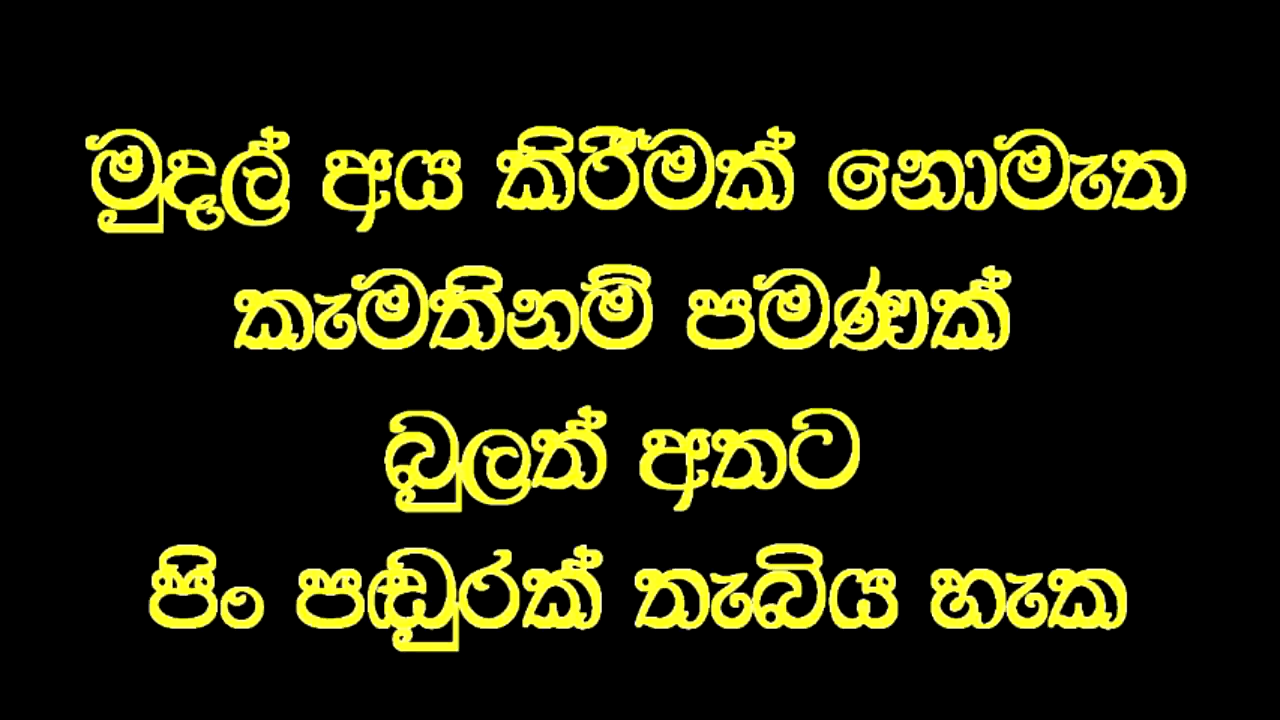 මුදල් අය කිරීමක් නොමැත
කැමතිනම් පමණක්
බුලත් අතට
පිං පඬුරක් තැබිය හැක